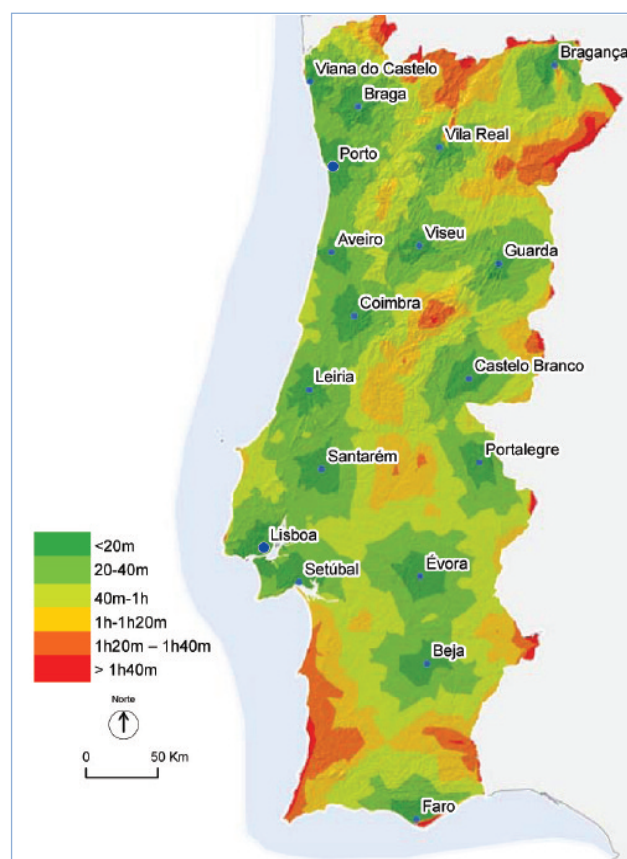 Bragança
Viana do Castelo
Braga
Vila Real
Porto
Aveiro
Viseu
Guarda
Coimbra
Castelo Branco
Leiria
Santarém
Portalegre
Lisboa
Setúbal
Évora
Beja
Faro
<20m
20-40m
40m-1h
1h-1h20m
1h20m – 1h40m
> 1h40m
Norte
0 50 Km